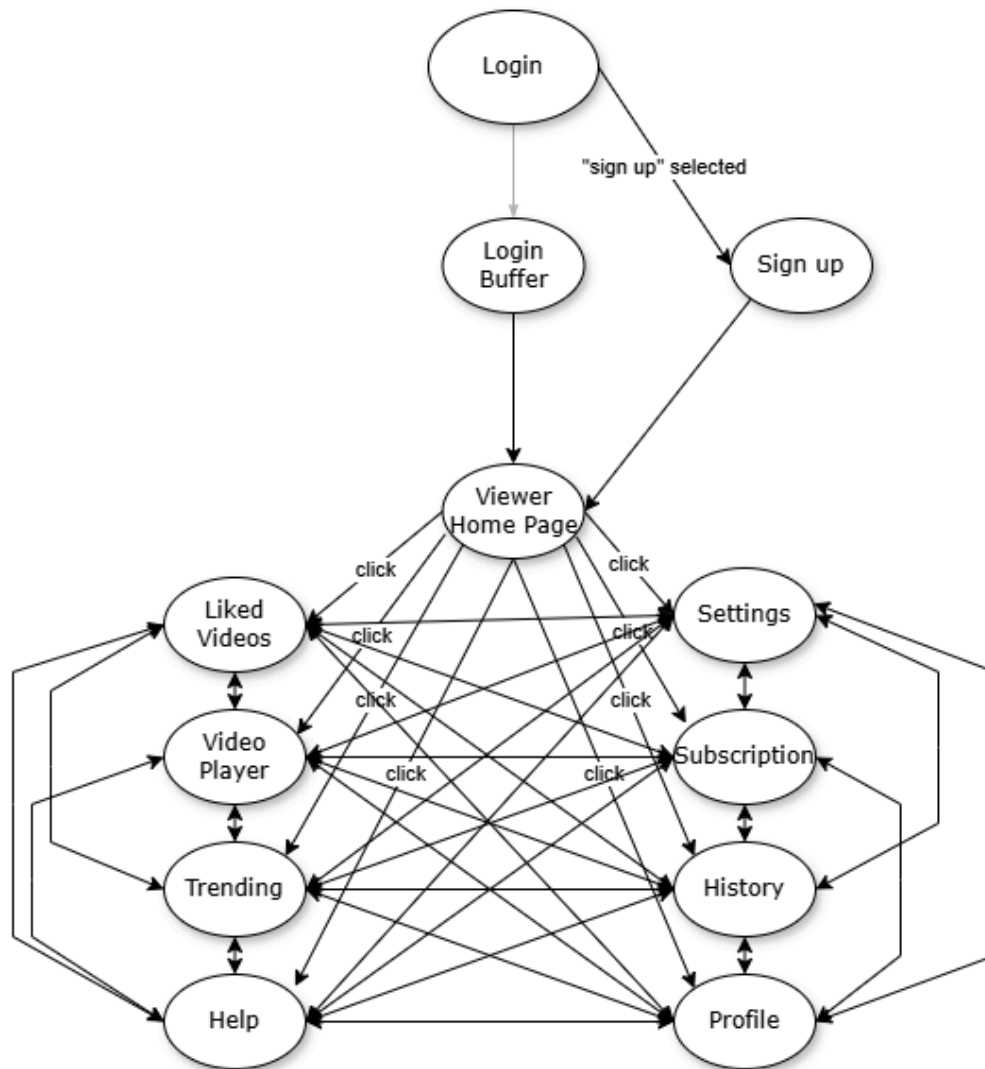 Login
"sign up" selected
Login
Buffer
Sign up
Viewer
Home Page
click
click
Liked
Videos
Settings
click
click
click
click
Video
Player
Subscription
click
click
Trending
History
Help
Profile